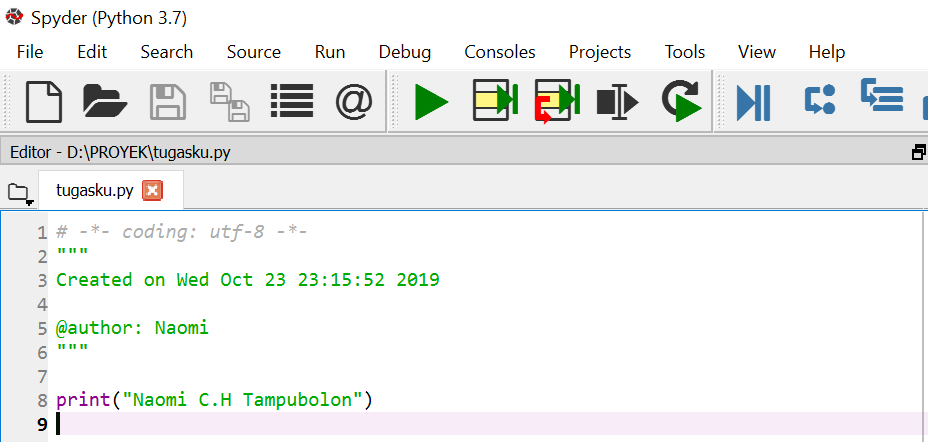 Spyder (Python 3.7)
File Edit Search Source Run Debug Consoles Projects Tools View Help
@
Editor - D:\PROYEK\tugasku.py
tugasku.py
1 # -*- coding: utf-8 -*-
2 """
3 Created on Wed Oct 23 23:15:52 2019
4
5 @author: Naomi
6 """
7
8 print("Naomi C.H Tampubolon")
9